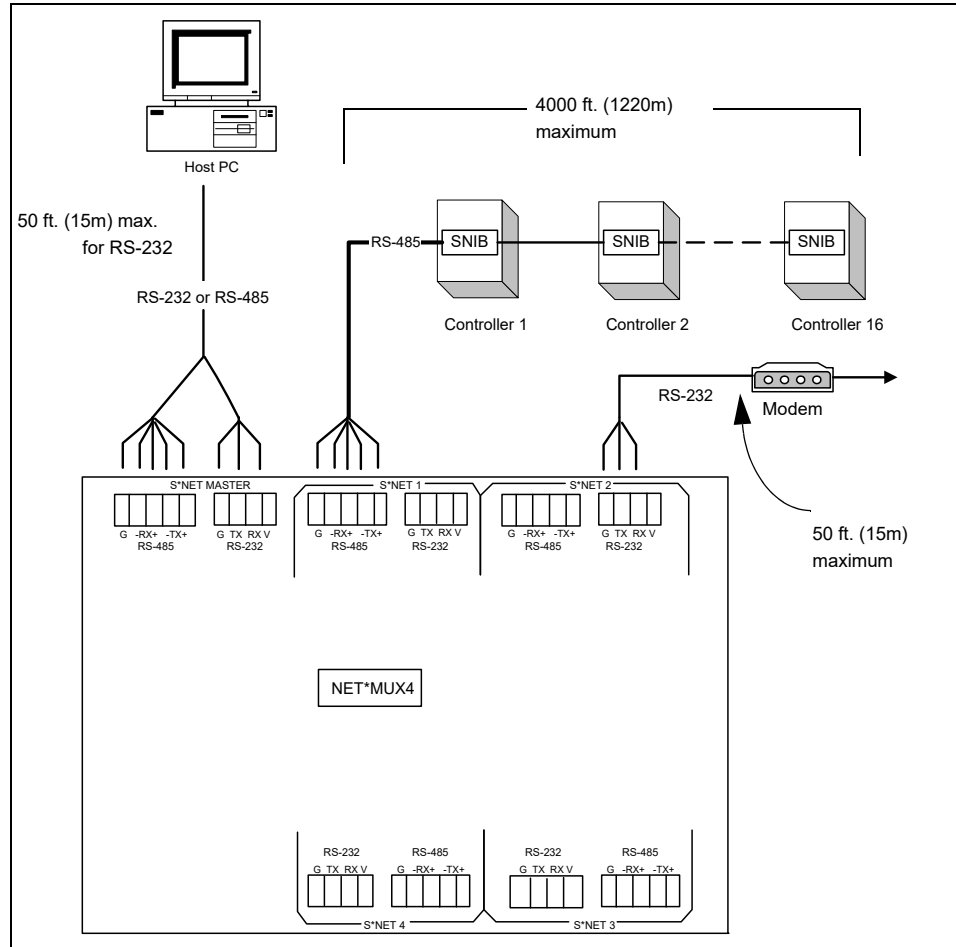 4000 ft. (1220m)
maximum
Host PC
50 ft. (15m) max.
for RS-232
RS-485
SNIB
SNIB
SNIB
RS-232 or RS-485
Controller 1
Controller 2
Controller 16
RS-232
Modem
50 ft. (15m)
maximum
S*NET MASTER
S*NET 1
S*NET 2
G -RX+ -TX+
RS-485
G TX RX V
RS-232
G -RX+ -TX+
RS-485
G TX RX V
RS-232
G -RX+ -TX+
RS-485
G TX RX V
RS-232
NET*MUX4
RS-232
G TX RX V
RS-485
G -RX+ -TX+
S*NET 4
RS-232
G TX RX V
RS-485
G -RX+ -TX+
S*NET 3